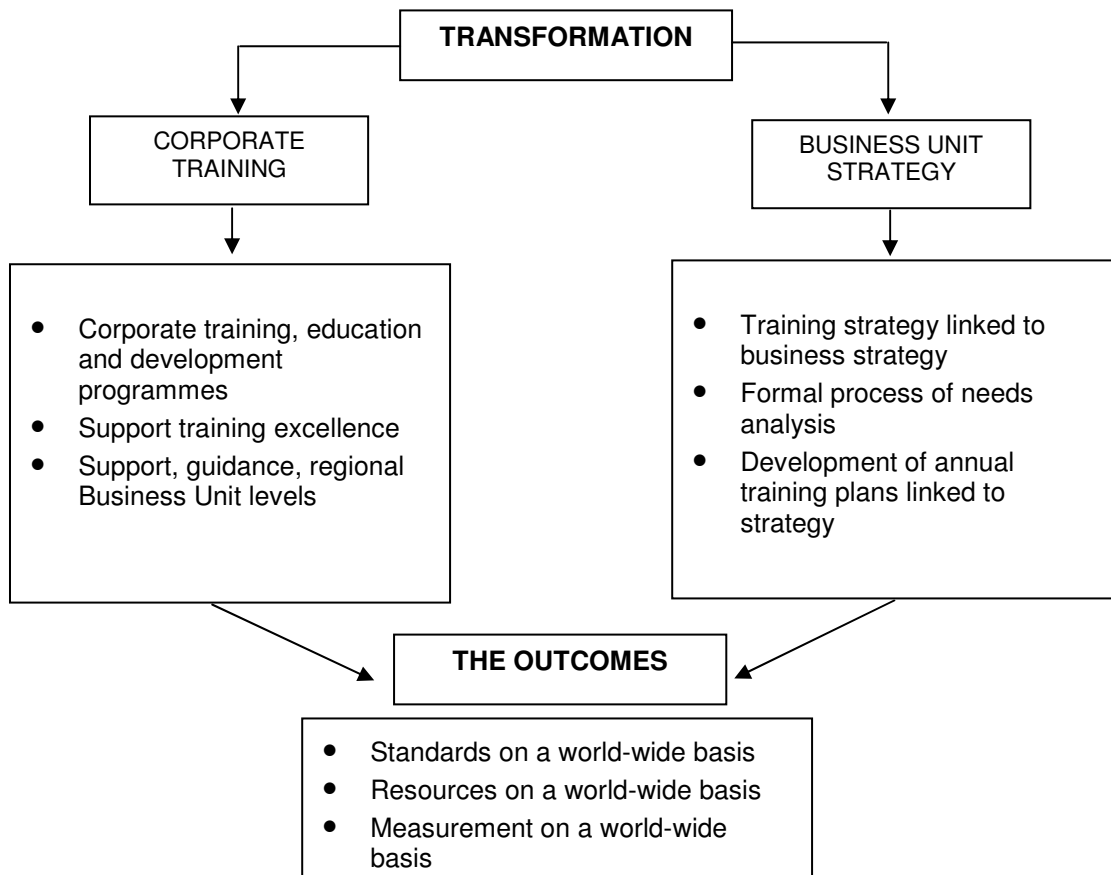 TRANSFORMATION
CORPORATE
TRAINING
BUSINESS UNIT
STRATEGY
• Corporate training, education
and development
programmes
• Support training excellence
• Support, guidance, regional
Business Unit levels
• Training strategy linked to
business strategy
• Formal process of needs
analysis
• Development of annual
training plans linked to
strategy
THE OUTCOMES
• Standards on a world-wide basis
• Resources on a world-wide basis
• Measurement on a world-wide
basis